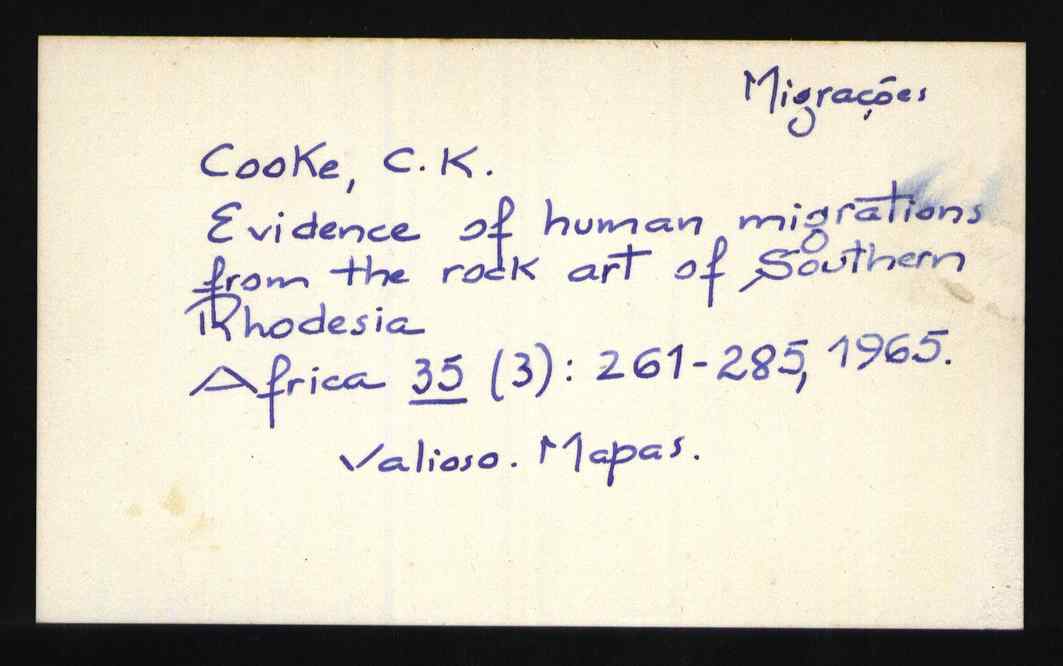 Migrações
Cooke, C.K.
Evidence of human migrations
from the rock art of Southern
Rhodesia
Africa 35 (3): 261-285, 1965.
Valioso. Mapas.